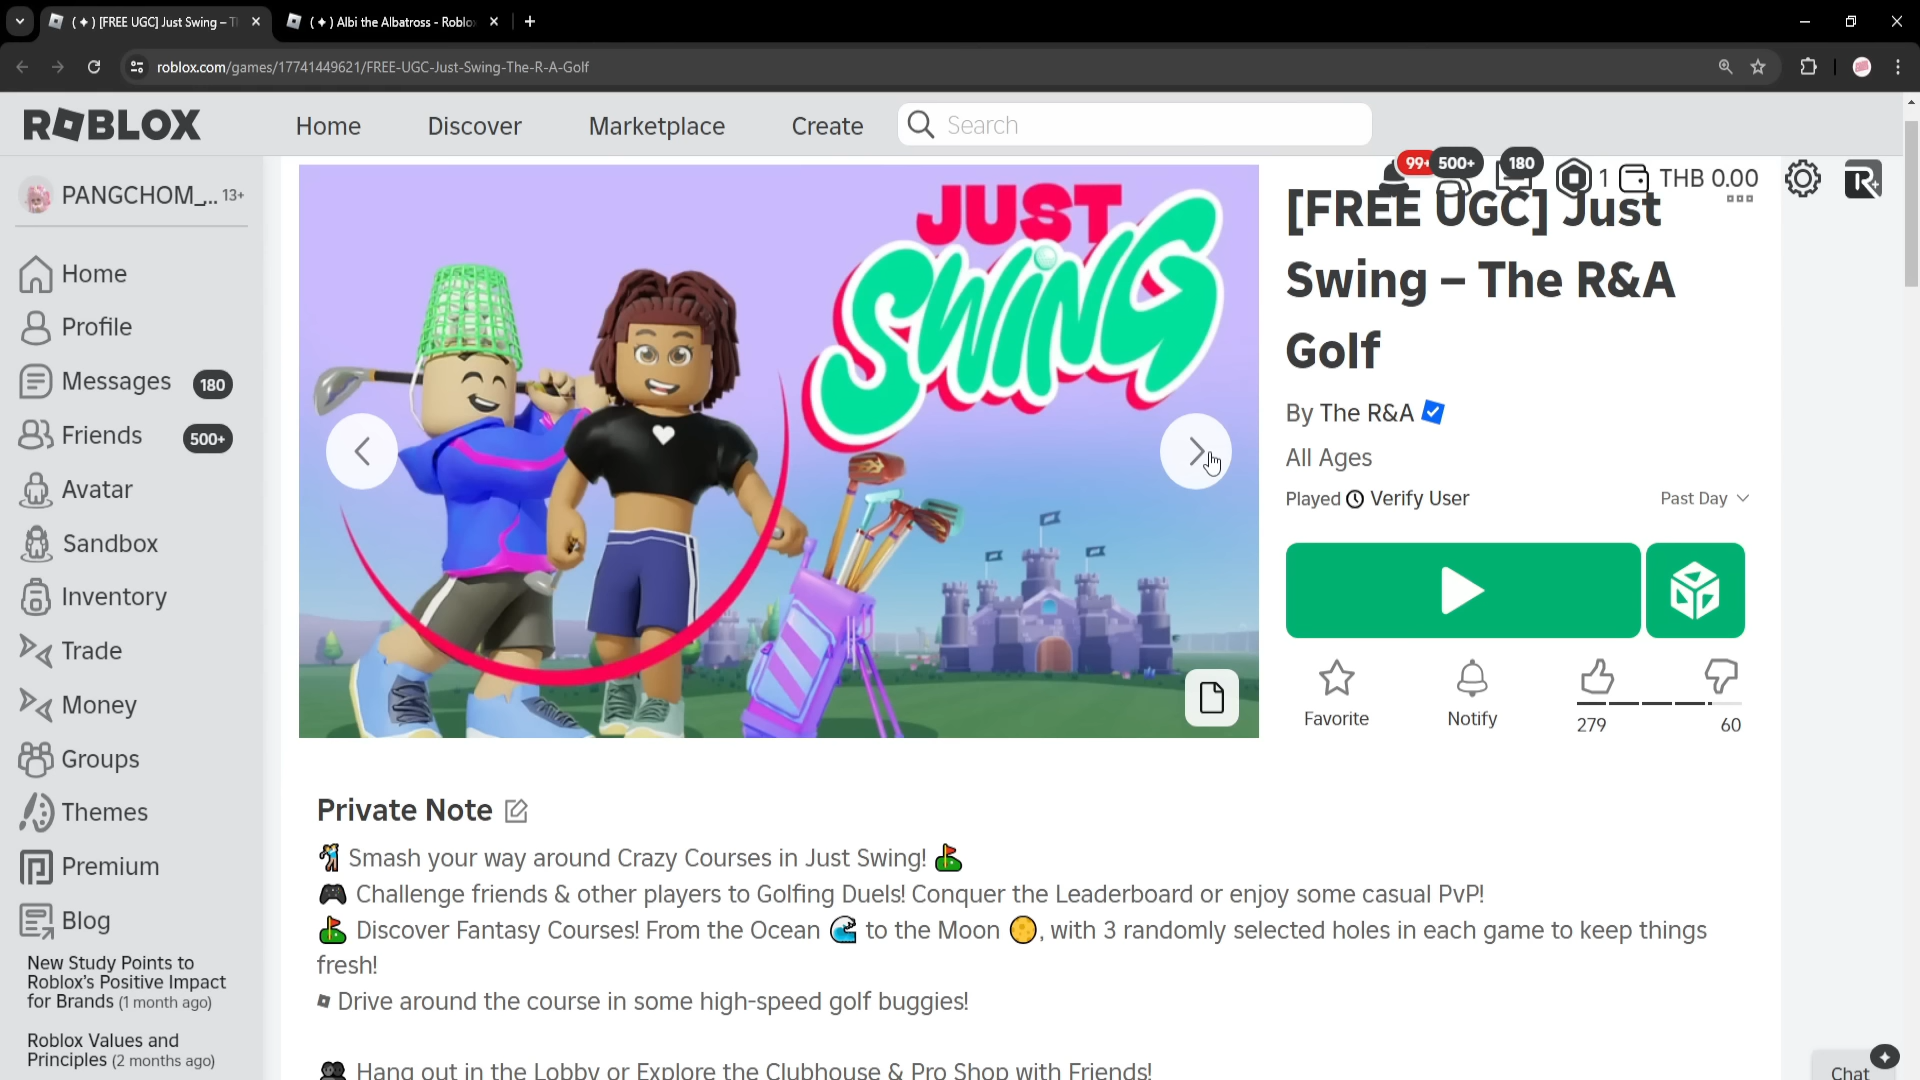 ( ✦ ) [FREE UGC] Just Swing – T
( ✦ ) Albi the Albatross - Roblo
roblox.com/games/17741449621/FREE-UGC-Just-Swing-The-R-A-Golf
ROBLOX
Home
Discover
Marketplace
Create
Search
99+
500+
180
1
THB 0.00
PANGCHOM_... 13+
Home
Profile
Messages 180
Friends 500+
Avatar
Sandbox
Inventory
Trade
Money
Groups
Themes
Premium
Blog
New Study Points to
Roblox's Positive Impact
for Brands (1 month ago)
Roblox Values and
Principles (2 months ago)
JUST
SWING
[FREE UGC] Just
Swing – The R&A
Golf
By The R&A
All Ages
Played Verify User
Past Day
Favorite
Notify
279
60
Private Note
🏌 Smash your way around Crazy Courses in Just Swing! ⛳
🎮 Challenge friends & other players to Golfing Duels! Conquer the Leaderboard or enjoy some casual PvP!
⛳ Discover Fantasy Courses! From the Ocean 🌊 to the Moon 🌕, with 3 randomly selected holes in each game to keep things
fresh!
Drive around the course in some high-speed golf buggies!
👥 Hang out in the Lobby or Explore the Clubhouse & Pro Shop with Friends!
Chat